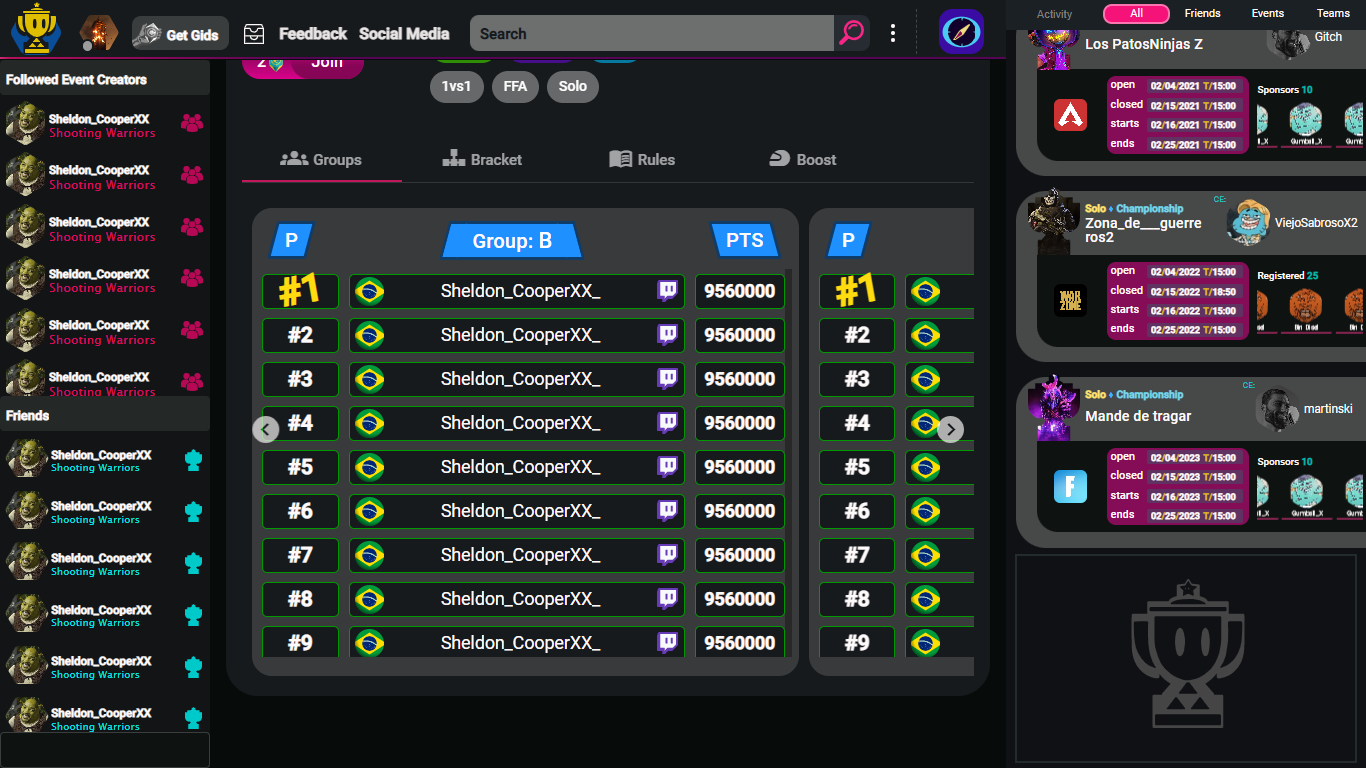 Get Gids
Feedback
Social Media
Search
Activity
All
Friends
Events
Teams
Followed Event Creators
Sheldon_CooperXX
Shooting Warriors
Sheldon_CooperXX
Shooting Warriors
Sheldon_CooperXX
Shooting Warriors
Sheldon_CooperXX
Shooting Warriors
Sheldon_CooperXX
Shooting Warriors
Sheldon_CooperXX
Shooting Warriors
Friends
Sheldon_CooperXX
Shooting Warriors
Sheldon_CooperXX
Shooting Warriors
Sheldon_CooperXX
Shooting Warriors
Sheldon_CooperXX
Shooting Warriors
Sheldon_CooperXX
Shooting Warriors
Sheldon_CooperXX
Shooting Warriors
2
Join
1vs1
FFA
Solo
Groups
Bracket
Rules
Boost
P
Group: B
PTS
#1
Sheldon_CooperXX_
9560000
#2
Sheldon_CooperXX_
9560000
#3
Sheldon_CooperXX_
9560000
#4
Sheldon_CooperXX_
9560000
#5
Sheldon_CooperXX_
9560000
#6
Sheldon_CooperXX_
9560000
#7
Sheldon_CooperXX_
9560000
#8
Sheldon_CooperXX_
9560000
#9
Sheldon_CooperXX_
9560000
P
#1
#2
#3
#4
#5
#6
#7
#8
#9
Los PatosNinjas Z
Gitch
open 02/04/2021 T/15:00
closed 02/15/2021 T/15:00
starts 02/16/2021 T/15:00
ends 02/25/2021 T/15:00
Sponsors 10
Gumball_X
Solo ♦ Championship
Zona_de___guerre
ros2
CE:
ViejoSabrosoX2
WAR
ZONE
open 02/04/2022 T/15:00
closed 02/15/2022 T/18:50
starts 02/16/2022 T/15:00
ends 02/25/2022 T/15:00
Registered 25
Solo ♦ Championship
Mande de tragar
CE:
martinski
F
open 02/04/2023 T/15:00
closed 02/15/2023 T/15:00
starts 02/16/2023 T/15:00
ends 02/25/2023 T/15:00
Sponsors 10
Gumball_X